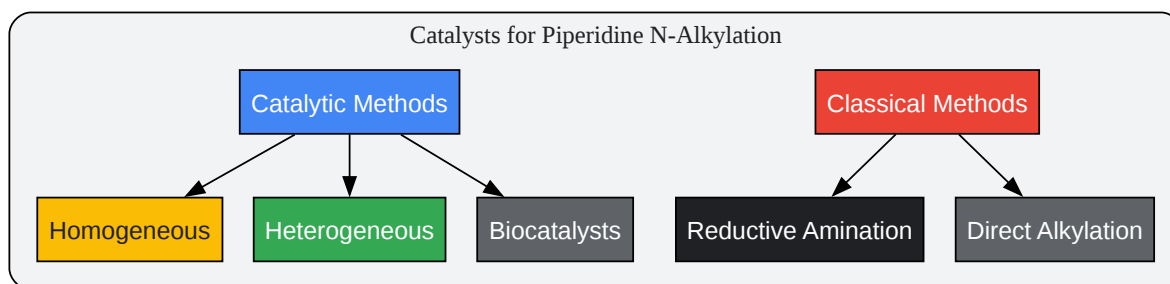 Catalysts for Piperidine N-Alkylation
Catalytic Methods
Classical Methods
Homogeneous
Heterogeneous
Biocatalysts
Reductive Amination
Direct Alkylation